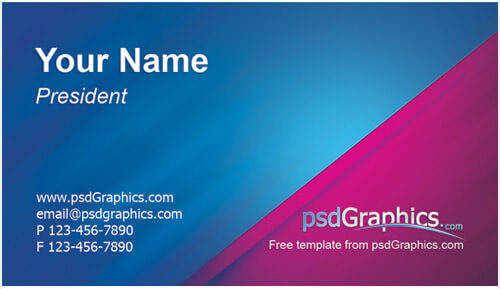 Your Name
President
www.psdGraphics.com
email@psdgraphics.com
P 123-456-7890
F 123-456-7890
psdGraphics.com
Free template from psdGraphics.com